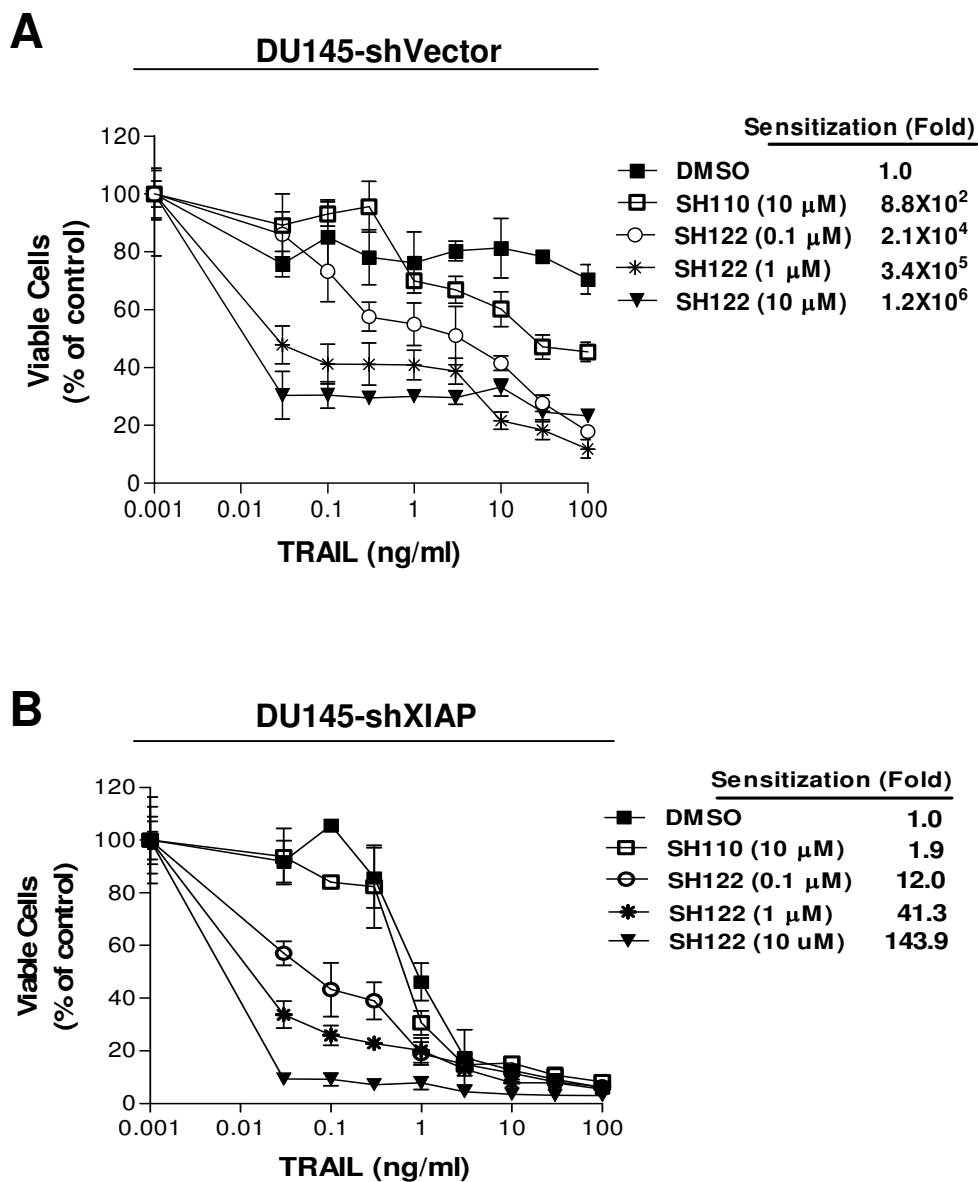 A
DU145-shVector
Sensitization (Fold)
DMSO 1.0
SH110 (10 μM) 8.8X10²
SH122 (0.1 μM) 2.1X10⁴
SH122 (1 μM) 3.4X10⁵
SH122 (10 μM) 1.2X10⁶
Viable Cells
(% of control)
120
100
80
60
40
20
0
0.001 0.01 0.1 1 10 100
TRAIL (ng/ml)
B
DU145-shXIAP
Sensitization (Fold)
DMSO 1.0
SH110 (10 μM) 1.9
SH122 (0.1 μM) 12.0
SH122 (1 μM) 41.3
SH122 (10 uM) 143.9
Viable Cells
(% of control)
120
100
80
60
40
20
0
0.001 0.01 0.1 1 10 100
TRAIL (ng/ml)